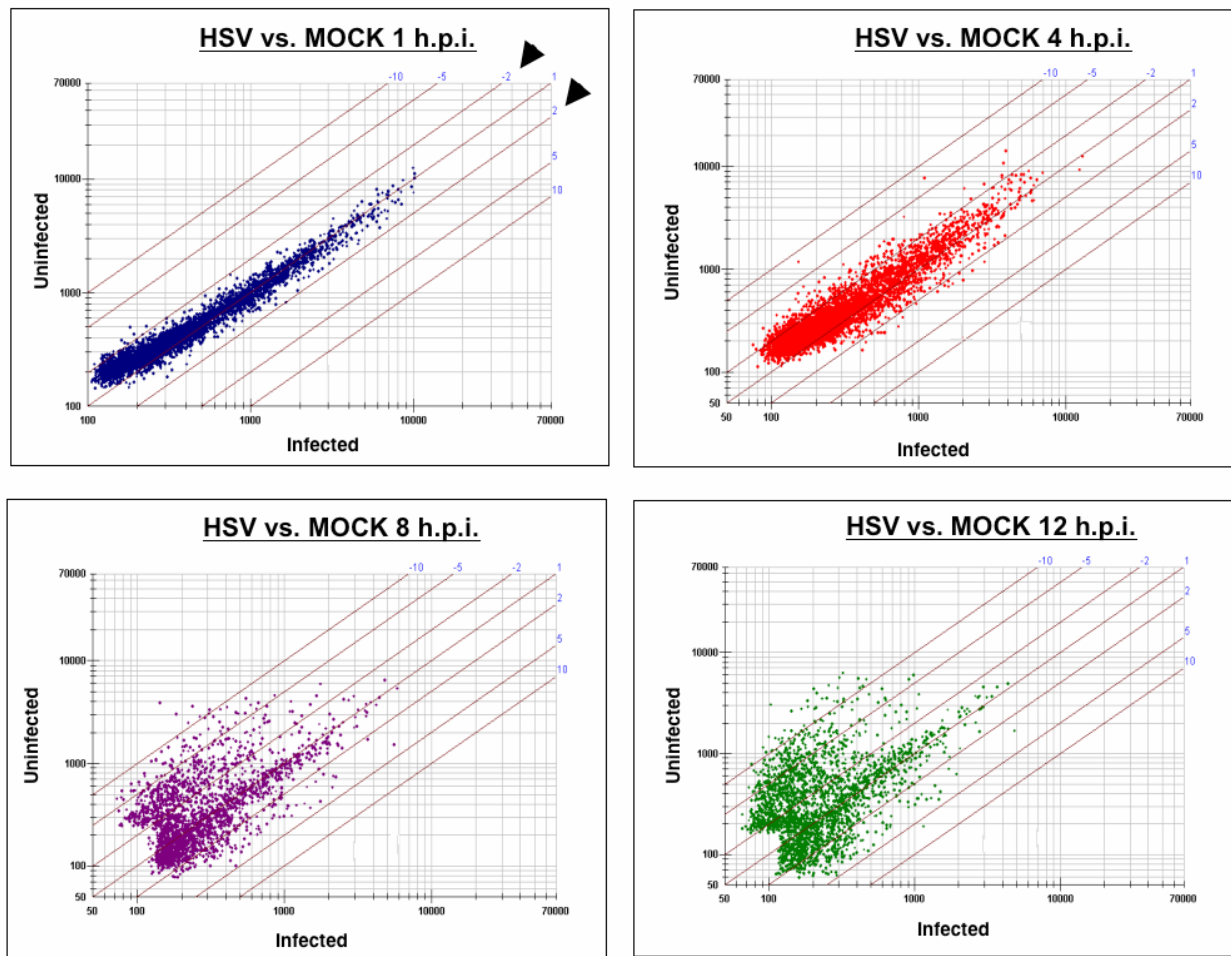 HSV vs. MOCK 1 h.p.i.
-10 -5 -2 1
70000
2
5
10
10000
1000
100
100 1000 10000 70000
Uninfected
Infected
HSV vs. MOCK 4 h.p.i.
-10 -5 -2 1
70000
2
5
10
10000
1000
100
50
50 100 1000 10000 70000
Uninfected
Infected
HSV vs. MOCK 8 h.p.i.
-10 -5 -2 1
70000
2
5
10
10000
1000
100
50
50 100 1000 10000 70000
Uninfected
Infected
HSV vs. MOCK 12 h.p.i.
-10 -5 -2 1
70000
2
5
10
10000
1000
100
50
50 100 1000 10000 70000
Uninfected
Infected